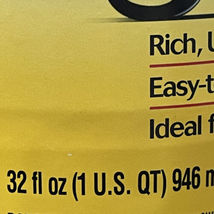 Rich,
Easy-t
Ideal f
32 fl oz (1 U.S. QT) 946 m